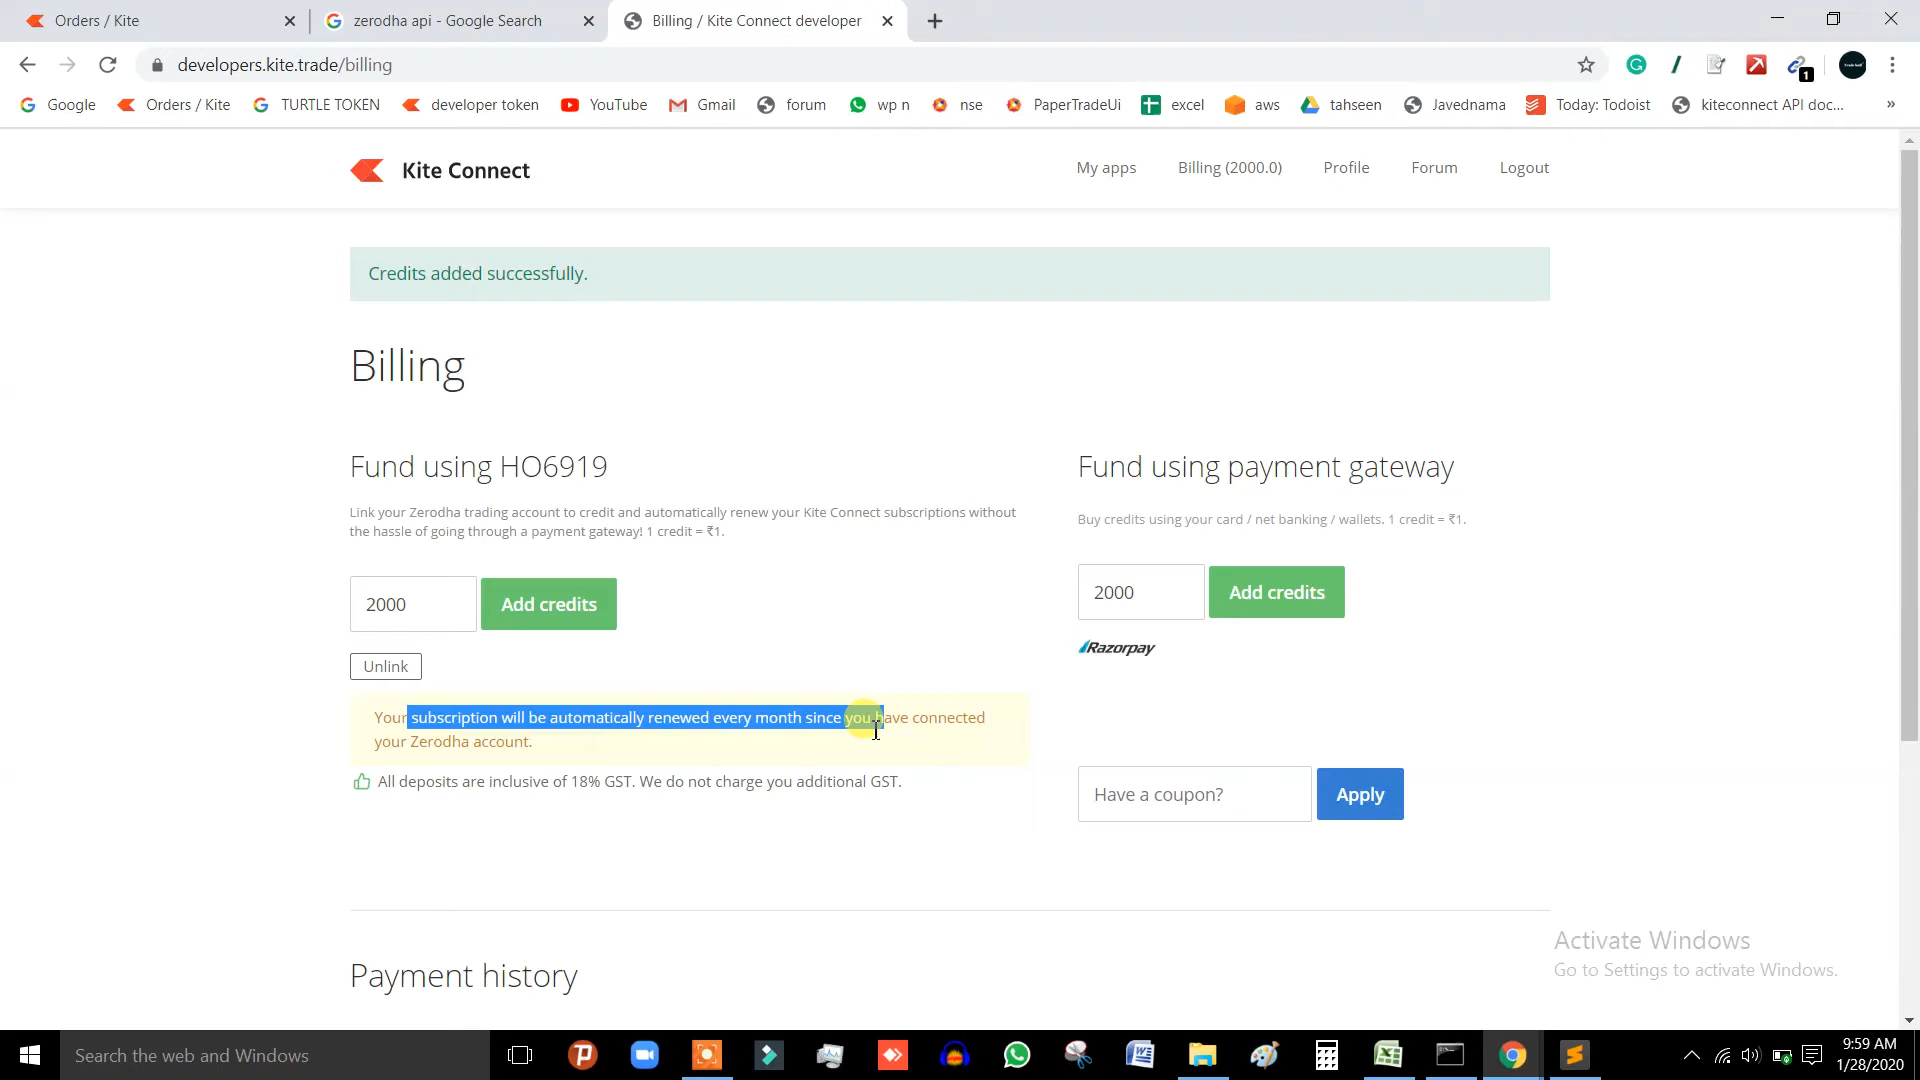 Orders / Kite
zerodha api - Google Search
Billing / Kite Connect developer
developers.kite.trade/billing
1
Google
Orders / Kite
TURTLE TOKEN
developer token
YouTube
Gmail
forum
wp n
nse
PaperTradeUi
excel
aws
tahseen
Javednama
Today: Todoist
kiteconnect API doc...
»
Kite Connect
My apps
Billing (2000.0)
Profile
Forum
Logout
Credits added successfully.
Billing
Fund using HO6919
Link your Zerodha trading account to credit and automatically renew your Kite Connect subscriptions without
the hassle of going through a payment gateway! 1 credit = ₹1.
2000
Add credits
Unlink
Your subscription will be automatically renewed every month since you have connected
your Zerodha account.
All deposits are inclusive of 18% GST. We do not charge you additional GST.
Fund using payment gateway
Buy credits using your card / net banking / wallets. 1 credit = ₹1.
2000
Add credits
Razorpay
Have a coupon?
Apply
Payment history
Activate Windows
Go to Settings to activate Windows.
Search the web and Windows
9:59 AM
1/28/2020